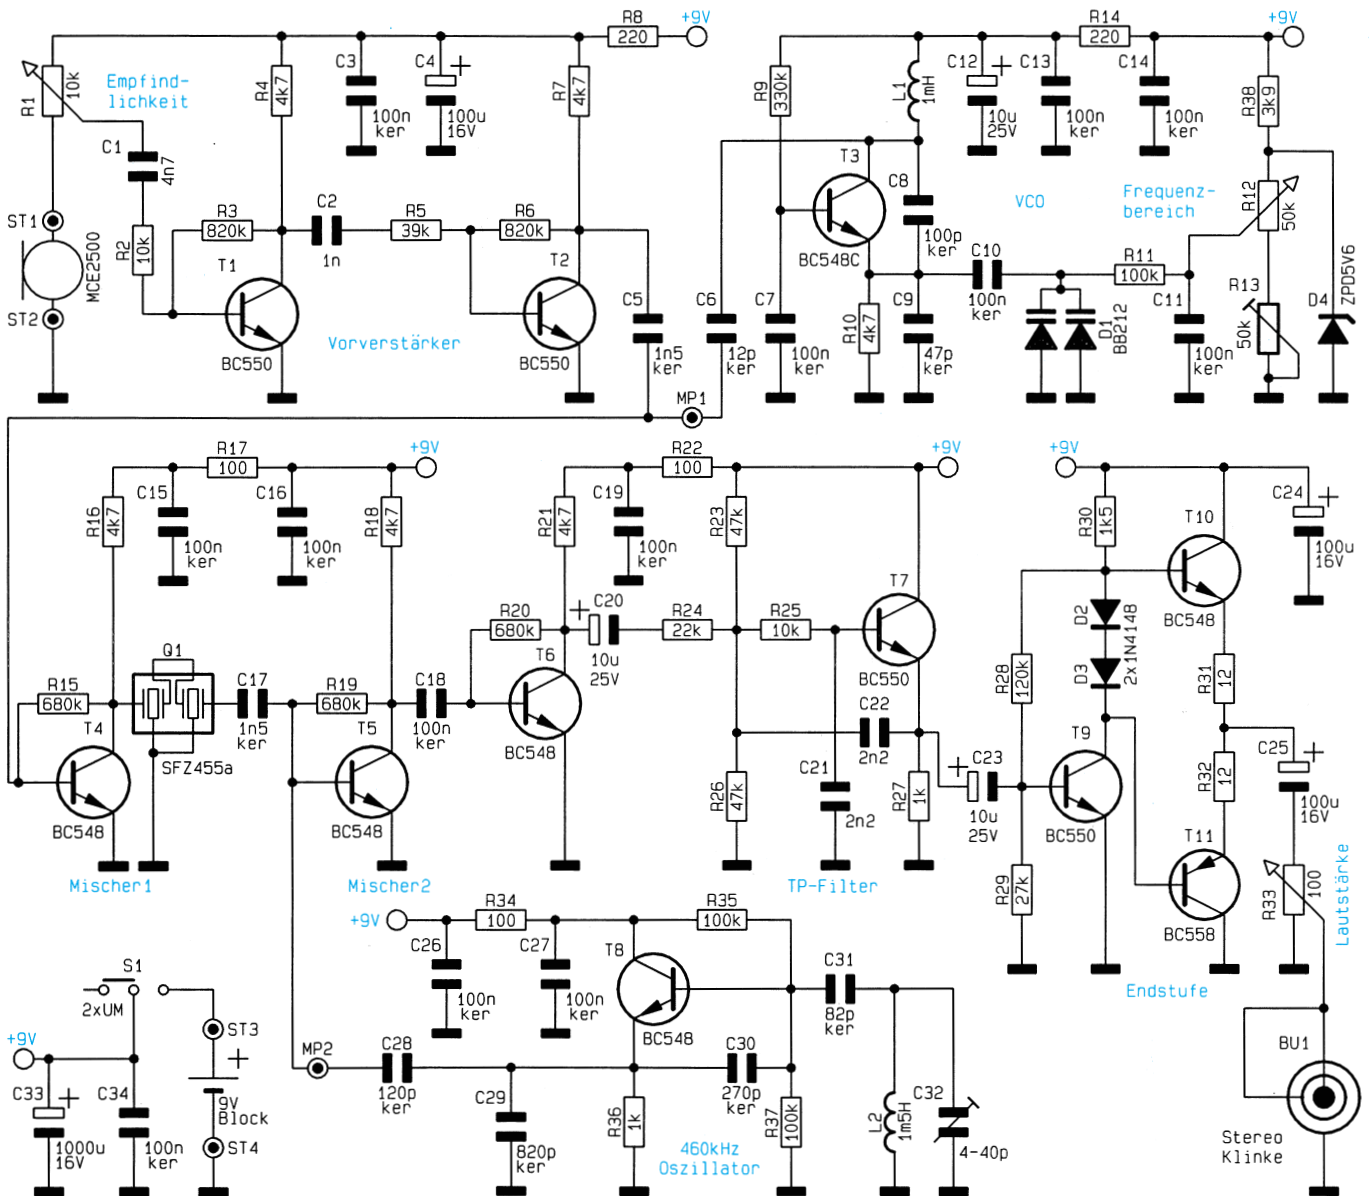 R8
220
+9V
R1
10k
Empfind-
lichkeit
C1
4n7
R4
4k7
C3
100n
ker
C4
+
100u
16V
R7
4k7
ST1
MCE2500
ST2
R2
10k
R3
820k
T1
BC550
C2
1n
R5
39k
R6
820k
T2
BC550
Vorverstärker
C5
1n5
ker
C6
12p
ker
MP1
R9
330k
C7
100n
ker
T3
BC548C
L1
1mH
C8
100p
ker
R10
4k7
C9
47p
ker
C10
100n
ker
C12
+
10u
25V
C13
100n
ker
R14
220
C14
100n
ker
+9V
VCO
Frequenz-
bereich
R38
3k9
R12
50k
R11
100k
D1
BB212
C11
100n
ker
R13
50k
D4
ZPD5V6
R17
100
+9V
R16
4k7
C15
100n
ker
C16
100n
ker
R18
4k7
R15
680k
T4
BC548
Q1
SFZ455a
C17
1n5
ker
R19
680k
T5
BC548
C18
100n
ker
Mischer1
Mischer2
R21
4k7
C19
100n
ker
R22
100
R23
47k
+9V
R20
680k
T6
BC548
+
C20
10u
25V
R24
22k
R25
10k
T7
BC550
C22
2n2
R26
47k
C21
2n2
R27
1k
TP-Filter
+
C23
10u
25V
+9V
R30
1k5
T10
BC548
C24
+
100u
16V
D2
D3
2x1N4148
R28
120k
R29
27k
T9
BC550
R31
12
R32
12
T11
BC558
C25
+
100u
16V
R33
100
Lautstärke
Endstufe
BU1
Stereo
Klinke
+9V
R34
100
R35
100k
C26
100n
ker
C27
100n
ker
T8
BC548
C31
82p
ker
MP2
C28
120p
ker
C29
820p
ker
R36
1k
C30
270p
ker
R37
100k
460kHz
Oszillator
L2
1m5H
C32
4-40p
S1
2xUM
+9V
C33
+
1000u
16V
C34
100n
ker
ST3
+
9V
Block
ST4